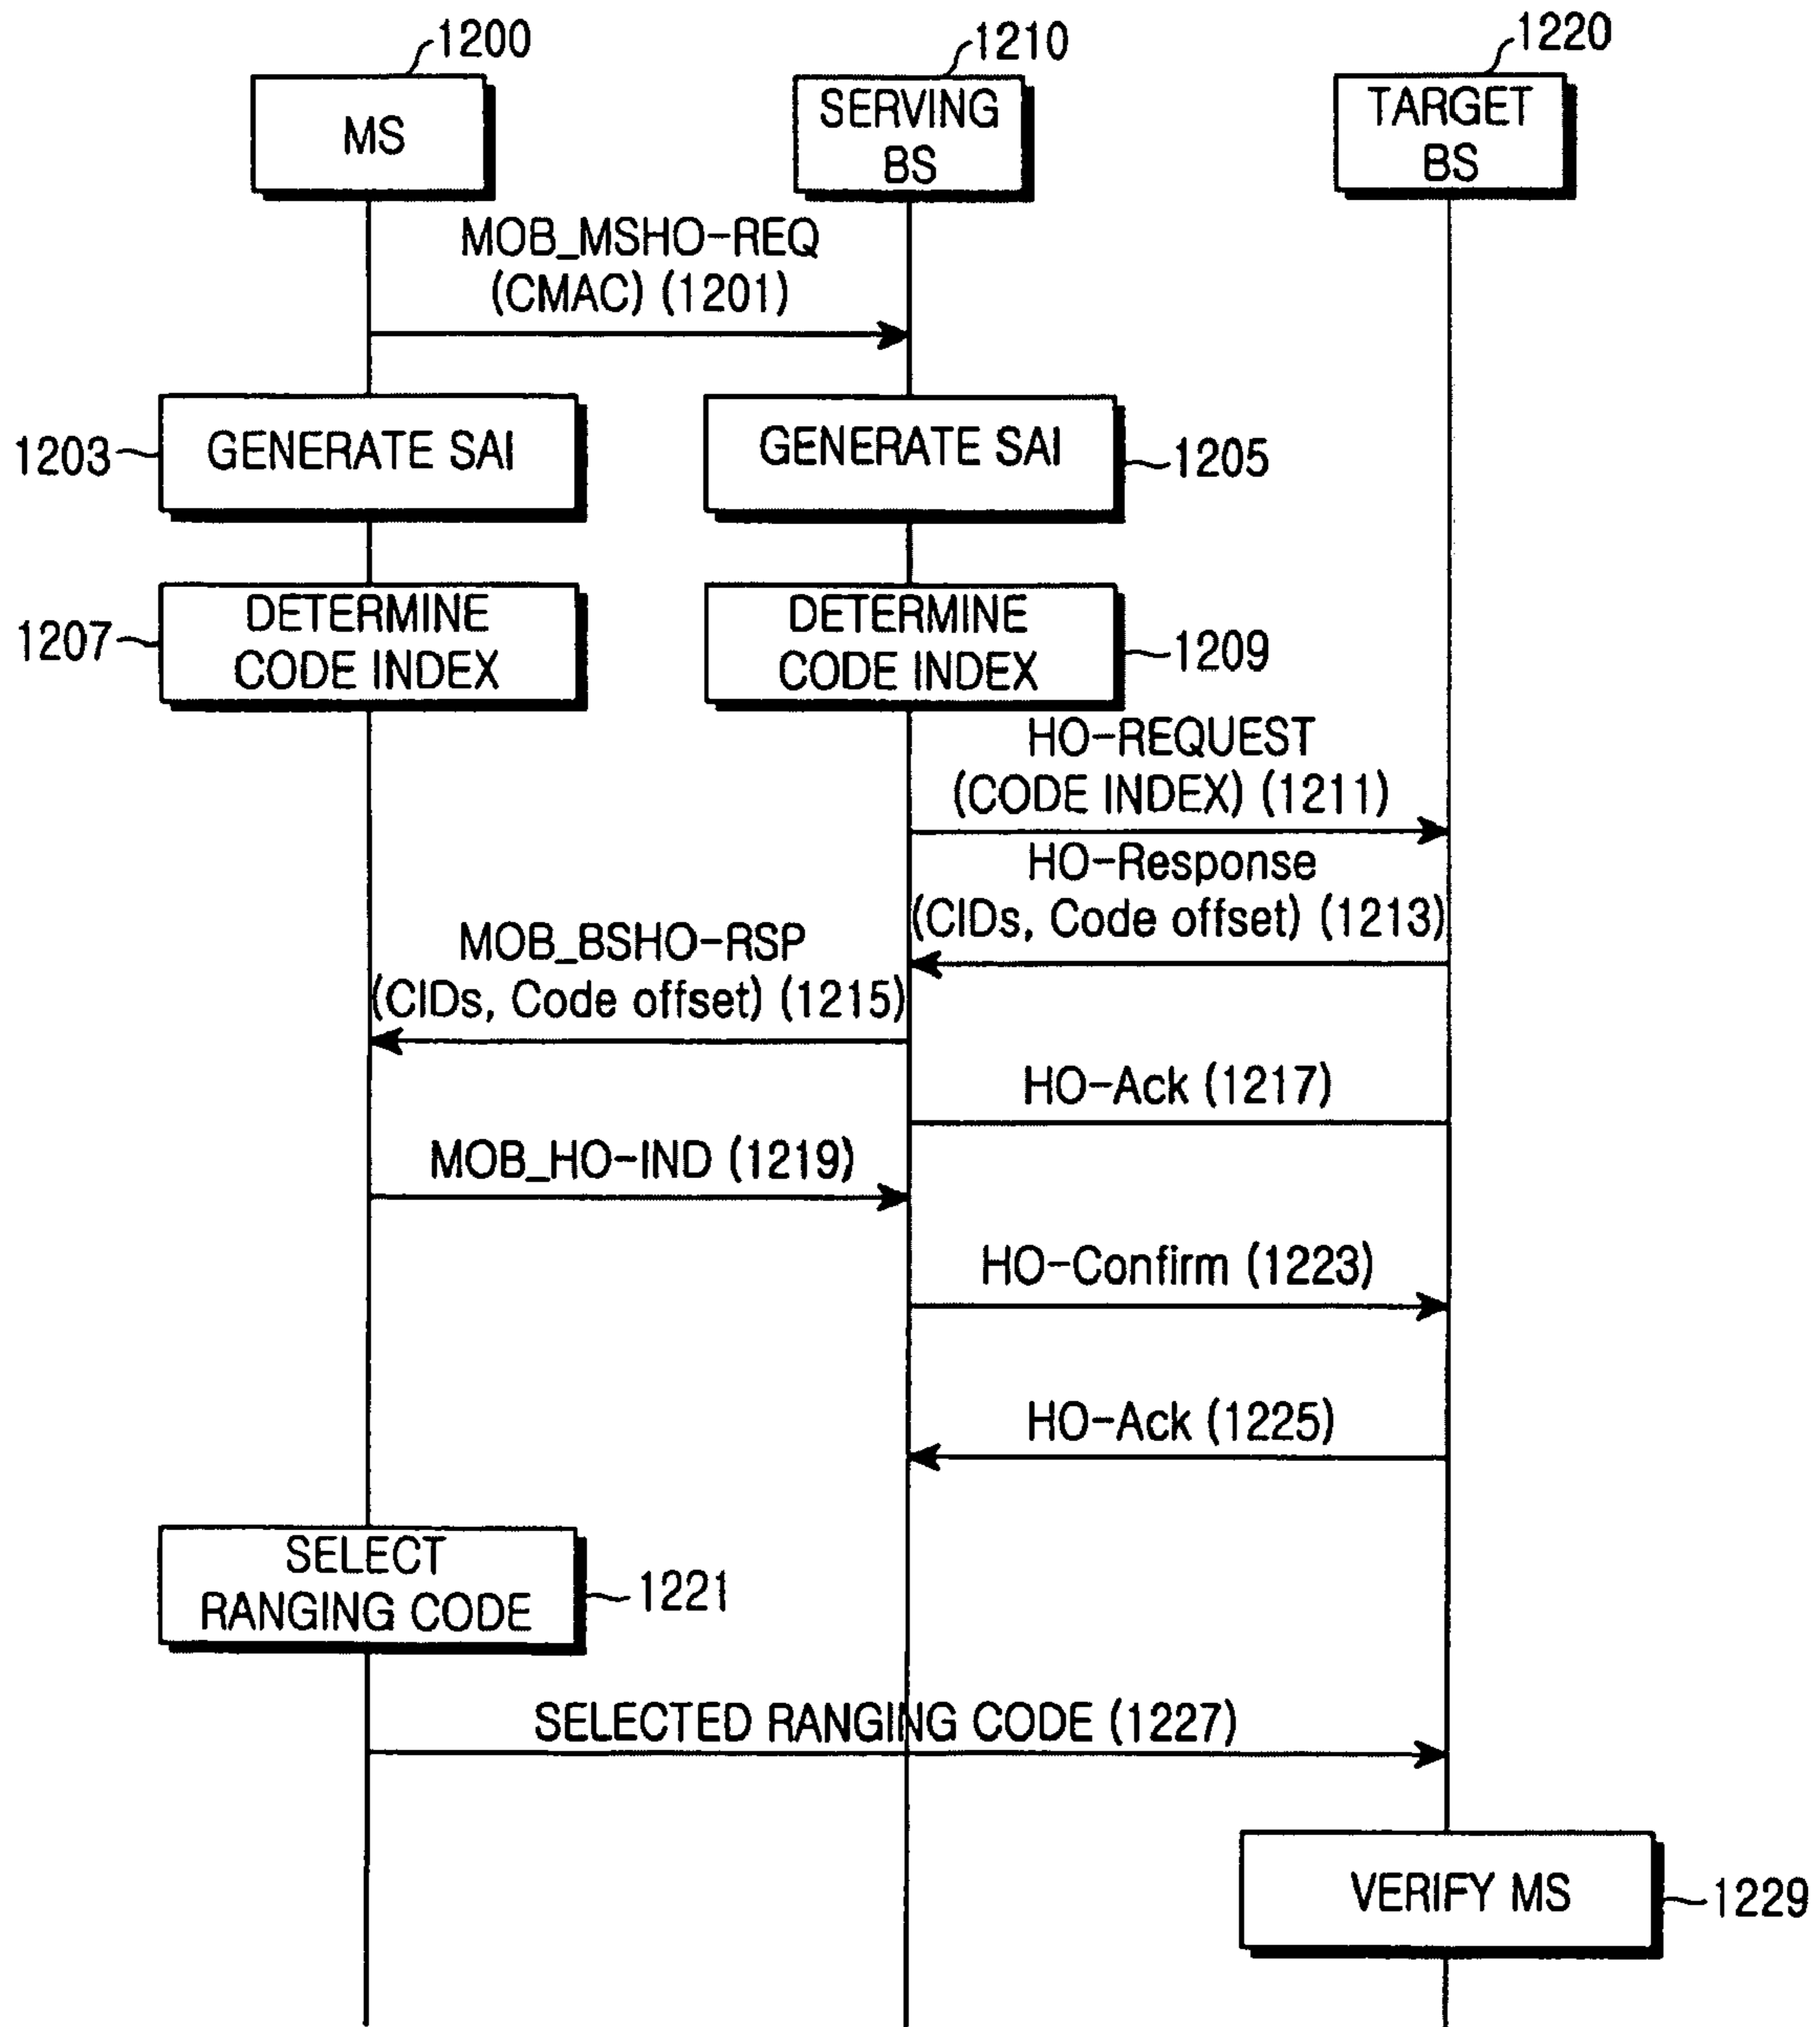 1200
1210
1220
MS
SERVING
BS
TARGET
BS
MOB_MSHO-REQ
(CMAC) (1201)
1203
GENERATE SAI
GENERATE SAI
1205
1207
DETERMINE
CODE INDEX
DETERMINE
CODE INDEX
1209
HO-REQUEST
(CODE INDEX) (1211)
HO-Response
(CIDs, Code offset) (1213)
MOB_BSHO-RSP
(CIDs, Code offset) (1215)
HO-Ack (1217)
MOB_HO-IND (1219)
HO-Confirm (1223)
HO-Ack (1225)
SELECT
RANGING CODE
1221
SELECTED RANGING CODE (1227)
VERIFY MS
1229